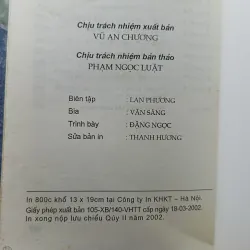 Chịu trách nhiệm xuất bản
VŨ AN CHƯƠNG
Chịu trách nhiệm bản thảo
PHẠM NGỌC LUẬT
Biên tập : LAN PHƯƠNG
Bìa : VĂN SÁNG
Trình bày : ĐĂNG NGỌC
Sửa bản in : THANH HƯƠNG
In 800c khổ 13 x 19cm tại Công ty In KHKT – Hà Nội.
Giấy phép xuất bản 105-XB/140-VHTT cấp ngày 19-03-2002.
In xong nộp lưu chiểu Quý II năm 2002.